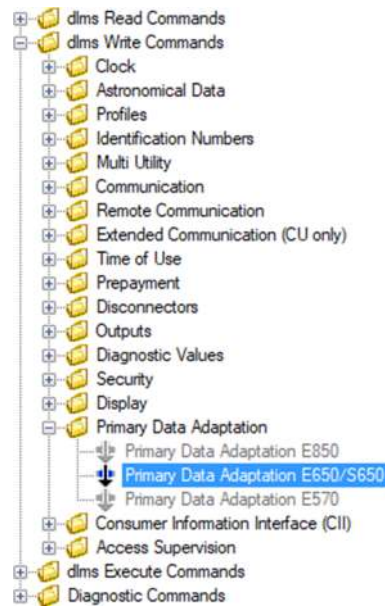 dlms Read Commands
dlms Write Commands
Clock
Astronomical Data
Profiles
Identification Numbers
Multi Utility
Communication
Remote Communication
Extended Communication (CU only)
Time of Use
Prepayment
Disconnectors
Outputs
Diagnostic Values
Security
Display
Primary Data Adaptation
Primary Data Adaptation E850
Primary Data Adaptation E650/S650
Primary Data Adaptation E570
Consumer Information Interface (CII)
Access Supervision
dlms Execute Commands
Diagnostic Commands